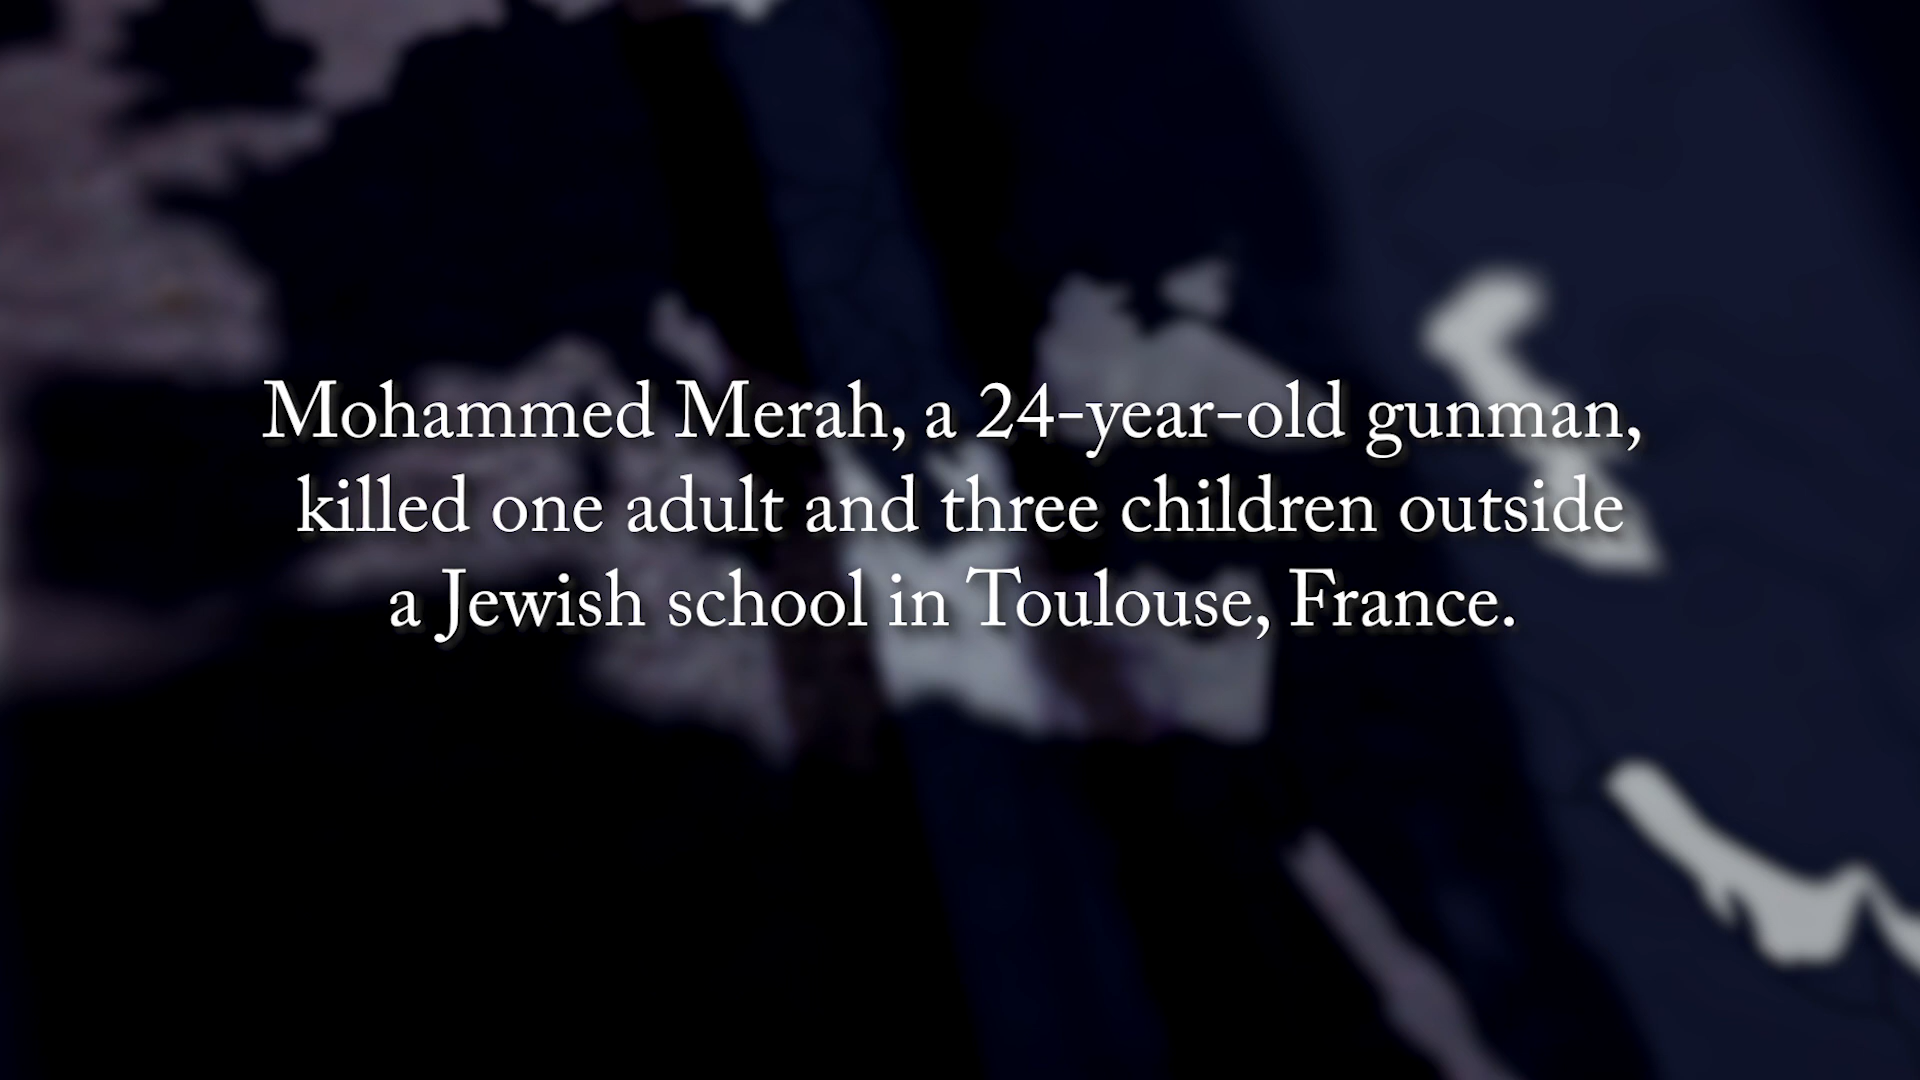 Mohammed Merah, a 24-year-old gunman,
killed one adult and three children outside
a Jewish school in Toulouse, France.